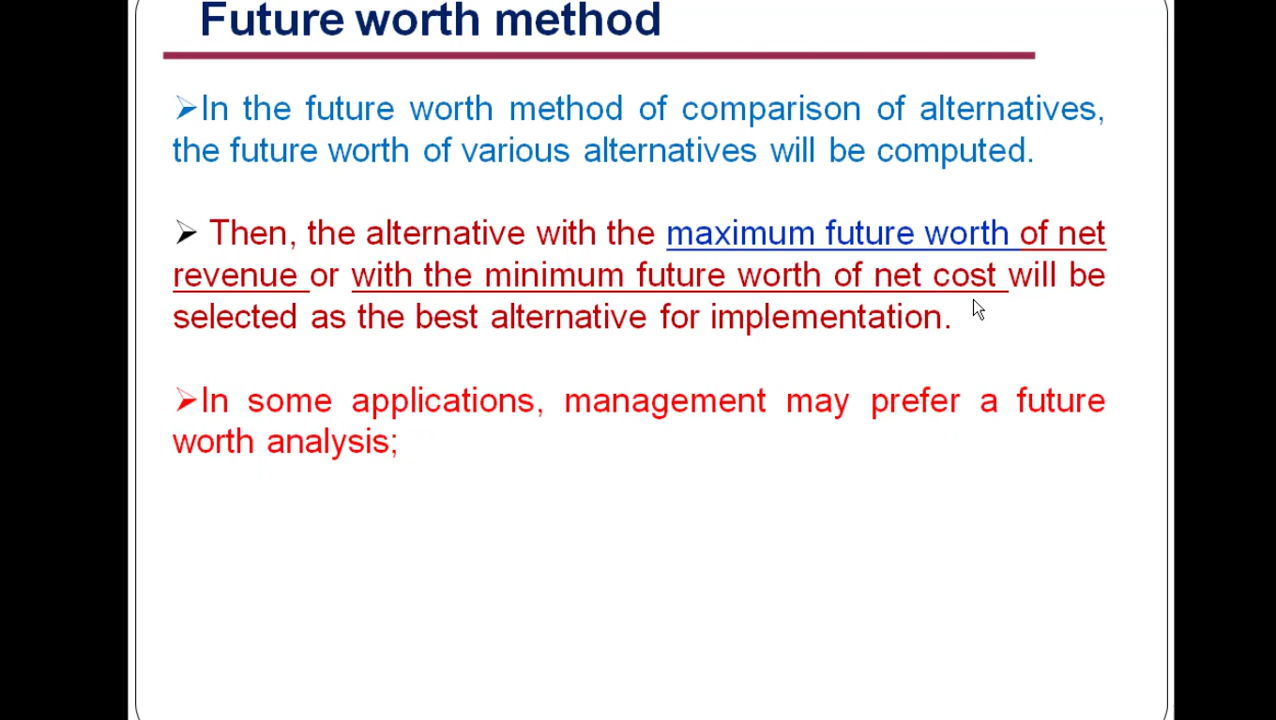 Future worth method
➢In the future worth method of comparison of alternatives,
the future worth of various alternatives will be computed.
➢ Then, the alternative with the maximum future worth of net
revenue or with the minimum future worth of net cost will be
selected as the best alternative for implementation.
➢In some applications, management may prefer a future
worth analysis;